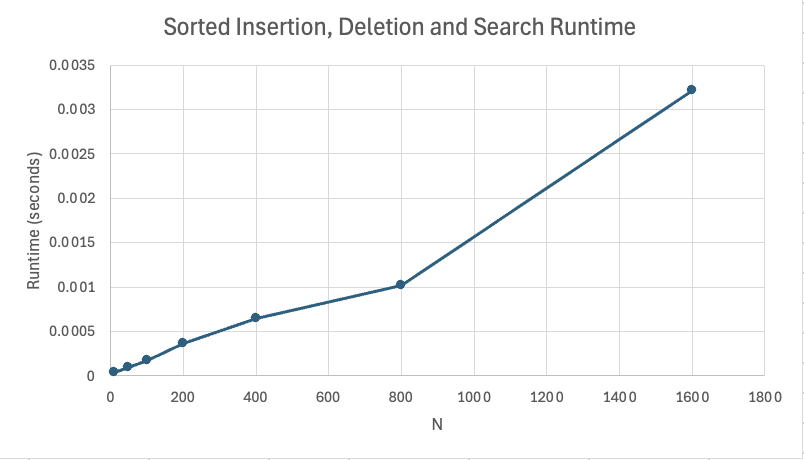 Sorted Insertion, Deletion and Search Runtime
0.0035
0.003
0.0025
0.002
0.0015
0.001
0.0005
0
Runtime (seconds)
0 200 400 600 800 1000 1200 1400 1600 1800
N